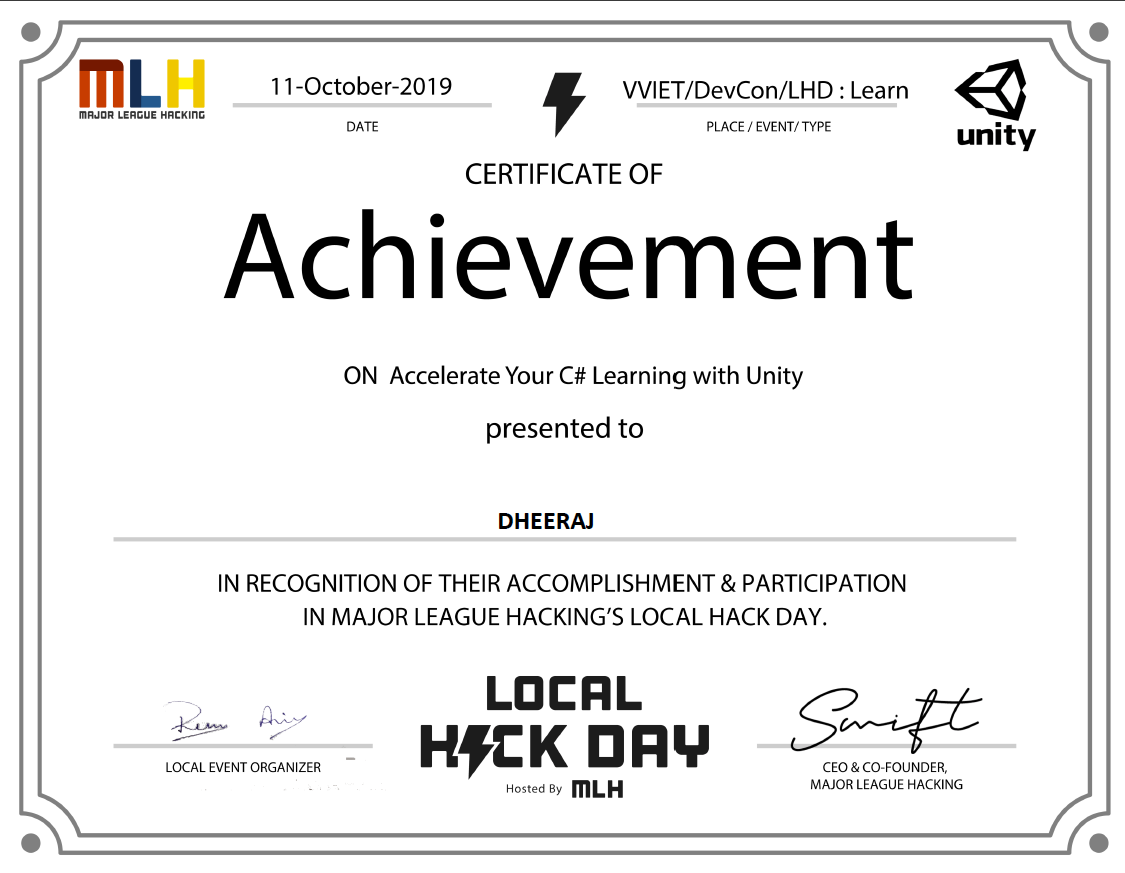 MLH
MAJOR LEAGUE HACKING
11-October-2019
DATE
VVIET/DevCon/LHD : Learn
PLACE / EVENT/ TYPE
unity
CERTIFICATE OF
Achievement
ON Accelerate Your C# Learning with Unity
presented to
DHEERAJ
IN RECOGNITION OF THEIR ACCOMPLISHMENT & PARTICIPATION
IN MAJOR LEAGUE HACKING’S LOCAL HACK DAY.
LOCAL EVENT ORGANIZER
LOCAL
HACK DAY
Hosted By MLH
Swift
CEO & CO-FOUNDER,
MAJOR LEAGUE HACKING